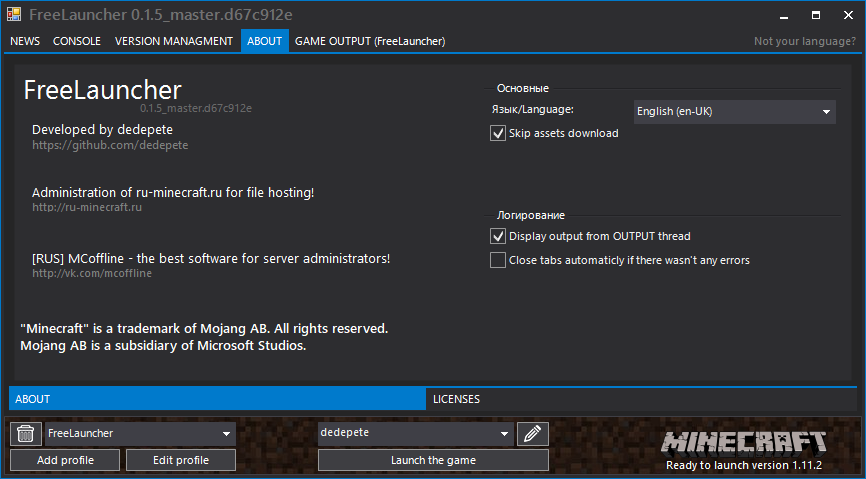 FreeLauncher 0.1.5_master.d67c912e
NEWS CONSOLE VERSION MANAGMENT ABOUT GAME OUTPUT (FreeLauncher) Not your language?
FreeLauncher
0.1.5_master.d67c912e
Developed by dedepete
https://github.com/dedepete
Administration of ru-minecraft.ru for file hosting!
http://ru-minecraft.ru
[RUS] MCoffline - the best software for server administrators!
http://vk.com/mcoffline
"Minecraft" is a trademark of Mojang AB. All rights reserved.
Mojang AB is a subsidiary of Microsoft Studios.
Основные
Язык/Language: English (en-UK)
Skip assets download
Логирование
Display output from OUTPUT thread
Close tabs automaticly if there wasn't any errors
ABOUT LICENSES
FreeLauncher dedepete
Add profile Edit profile Launch the game
MINECRAFT
Ready to launch version 1.11.2